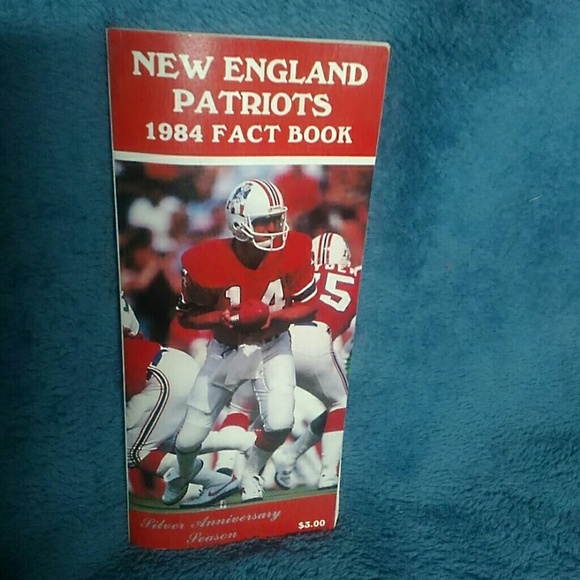 NEW ENGLAND
PATRIOTS
1984 FACT BOOK
14
5
Silver Anniversary
Season
$3.00